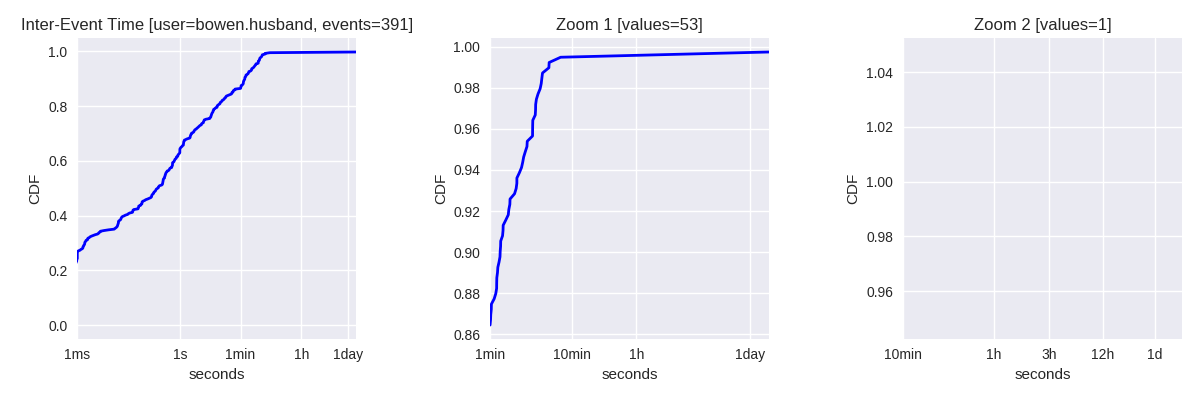 Inter-Event Time [user=bowen.husband, events=391]
1.0
0.8
0.6
0.4
0.2
0.0
CDF
1ms
1s
1min
1h
1day
seconds
Zoom 1 [values=53]
1.00
0.98
0.96
0.94
0.92
0.90
0.88
0.86
CDF
1min
10min
1h
1day
seconds
Zoom 2 [values=1]
1.04
1.02
1.00
0.98
0.96
CDF
10min
1h
3h
12h
1d
seconds